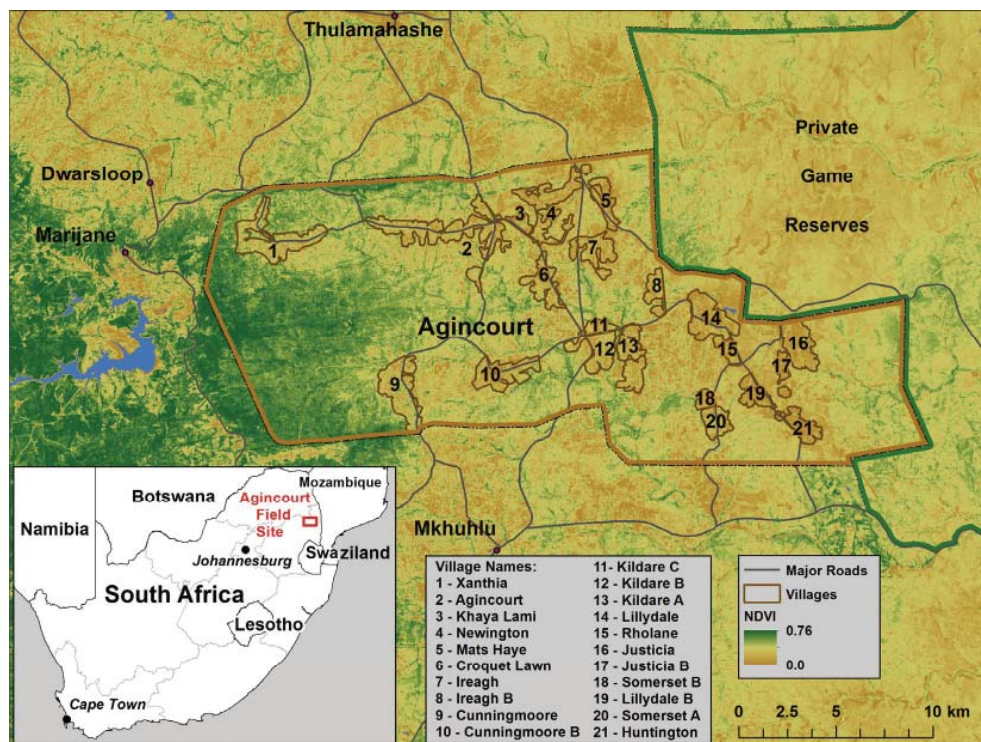 Thulamahashe
Private
Game
Reserves
Dwarsloop
Marijane
1
2
3
4
5
6
7
8
Agincourt
9
10
11
12
13
14
15
16
17
18
19
20
21
Mkhuhlu
Botswana
Mozambique
Namibia
Agincourt
Field
Site
Johannesburg
Swaziland
South Africa
Lesotho
Cape Town
Village Names:
1 - Xanthia
2 - Agincourt
3 - Khaya Lami
4 - Newington
5 - Mats Haye
6 - Croquet Lawn
7 - Ireagh
8 - Ireagh B
9 - Cunningmoore
10 - Cunningmoore B
11- Kildare C
12 - Kildare B
13 - Kildare A
14 - Lillydale
15 - Rholane
16 - Justicia
17 - Justicia B
18 - Somerset B
19 - Lillydale B
20 - Somerset A
21 - Huntington
Major Roads
Villages
NDVI
0.76
0.0
0 2.5 5 10 km